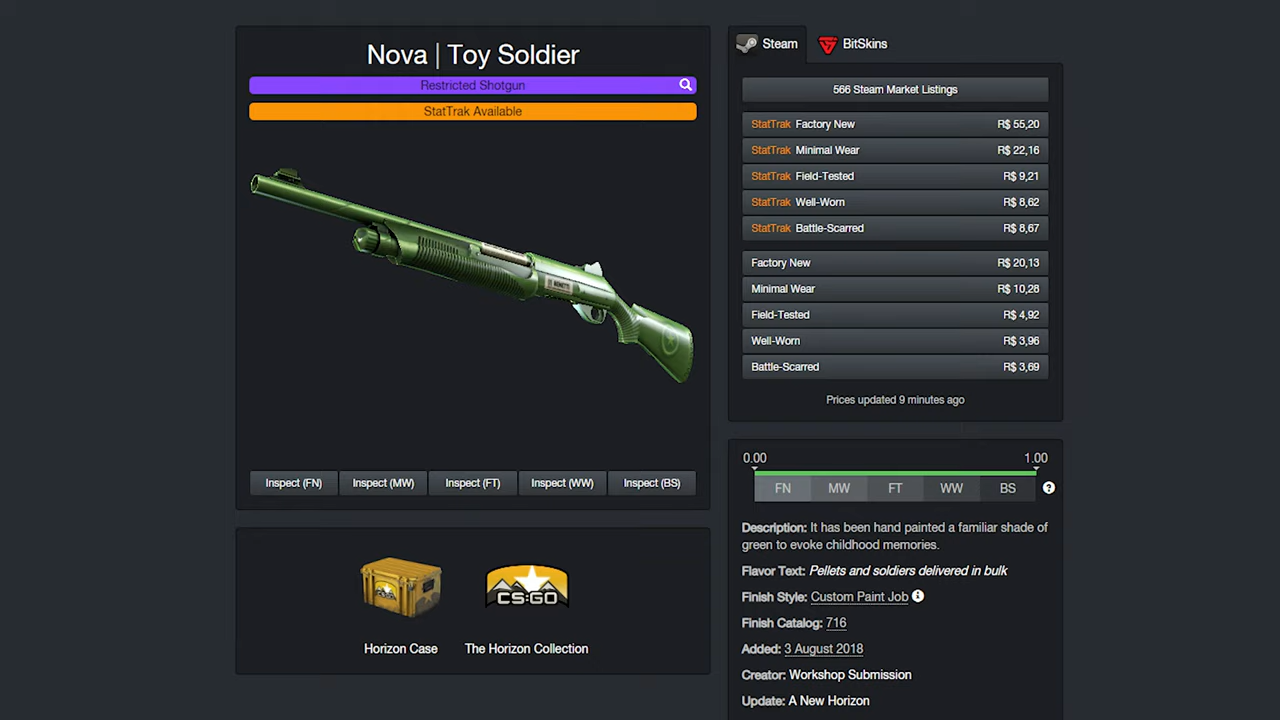 Nova | Toy Soldier
Restricted Shotgun
StatTrak Available
Inspect (FN)
Inspect (MW)
Inspect (FT)
Inspect (WW)
Inspect (BS)
CS:GO
Horizon Case
The Horizon Collection
Steam
BitSkins
566 Steam Market Listings
StatTrak Factory New R$ 55,20
StatTrak Minimal Wear R$ 22,16
StatTrak Field-Tested R$ 9,21
StatTrak Well-Worn R$ 8,62
StatTrak Battle-Scarred R$ 8,67
Factory New R$ 20,13
Minimal Wear R$ 10,28
Field-Tested R$ 4,92
Well-Worn R$ 3,96
Battle-Scarred R$ 3,69
Prices updated 9 minutes ago
0.00 1.00
FN MW FT WW BS ?
Description: It has been hand painted a familiar shade of
green to evoke childhood memories.
Flavor Text: Pellets and soldiers delivered in bulk
Finish Style: Custom Paint Job
Finish Catalog: 716
Added: 3 August 2018
Creator: Workshop Submission
Update: A New Horizon